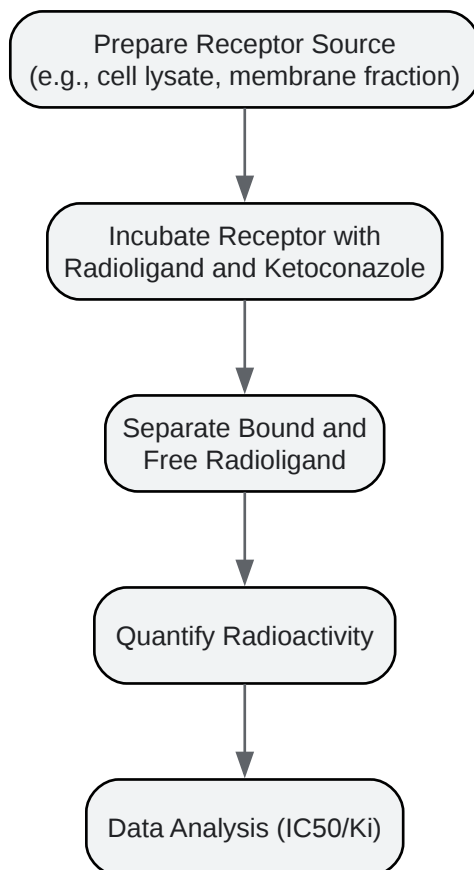 Prepare Receptor Source
(e.g., cell lysate, membrane fraction)
Incubate Receptor with
Radioligand and Ketoconazole
Separate Bound and
Free Radioligand
Quantify Radioactivity
Data Analysis (IC50/Ki)